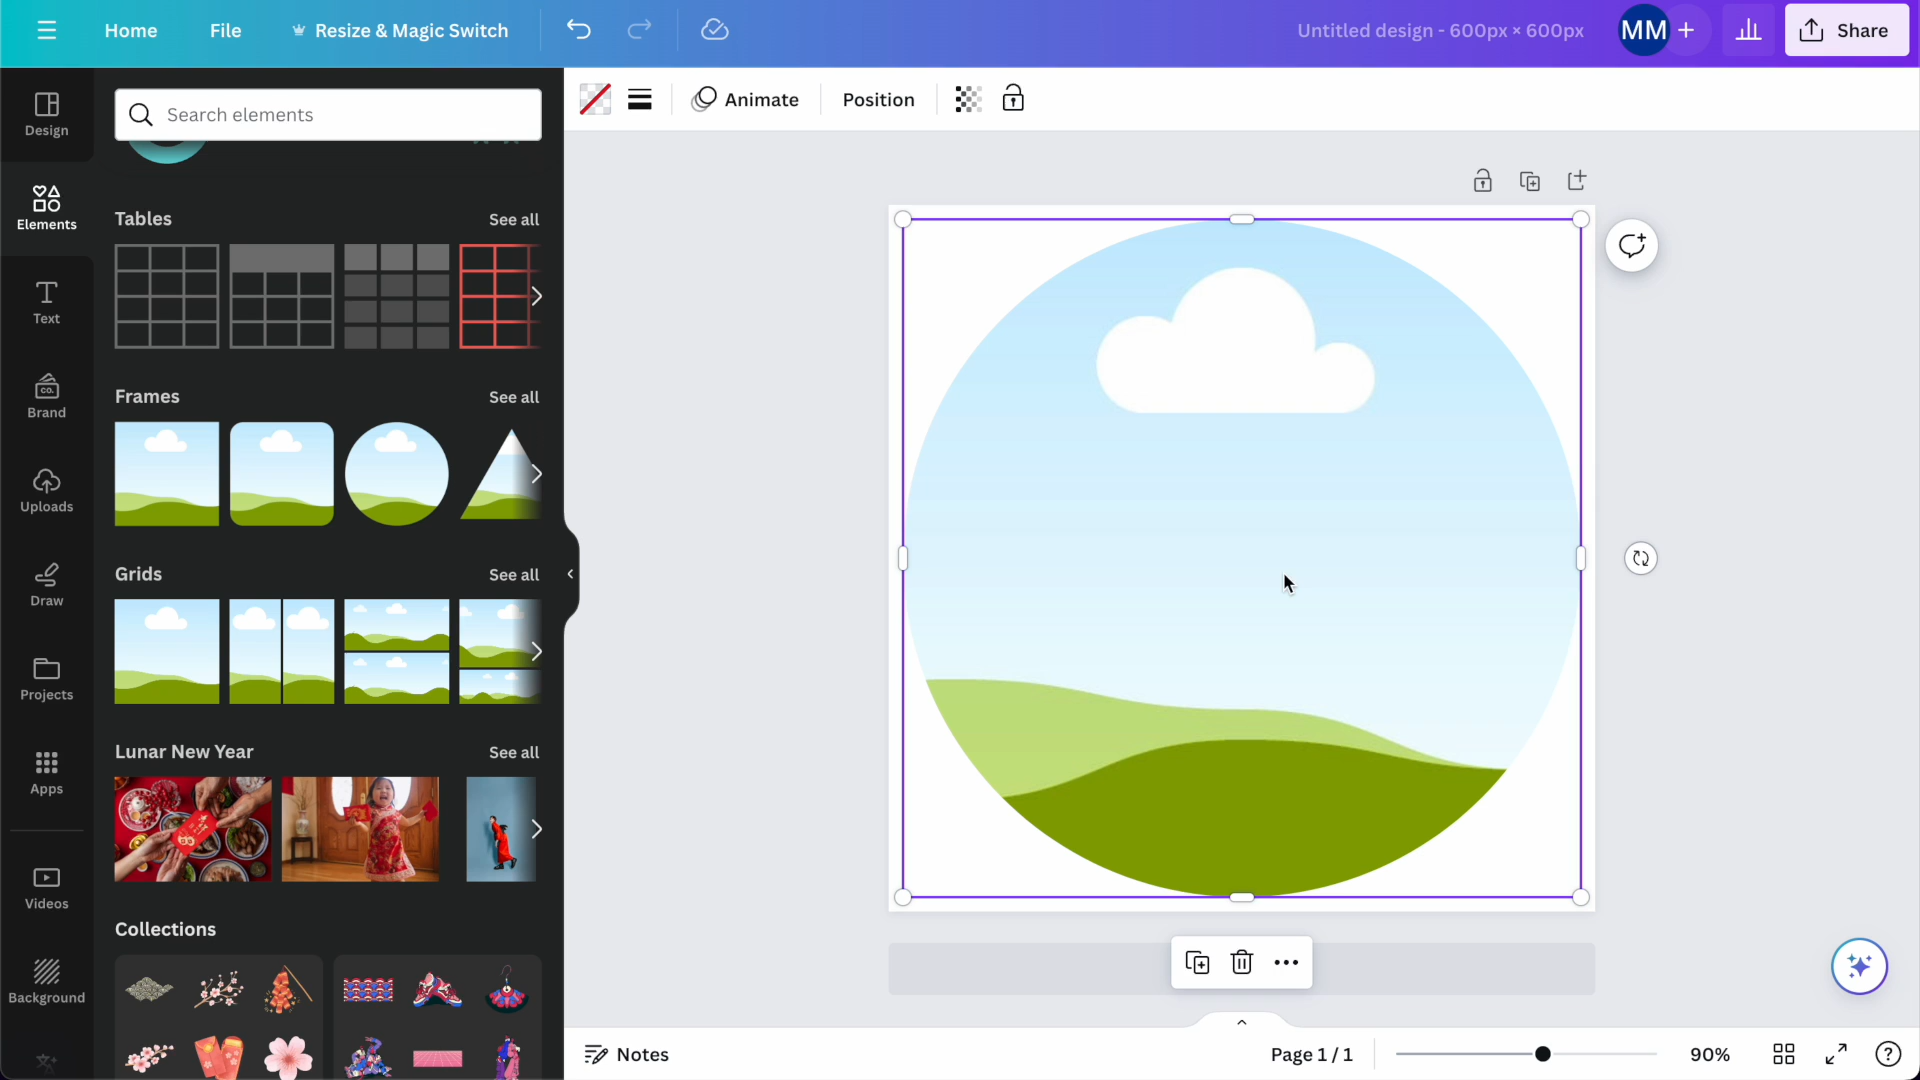 Home
File
Resize & Magic Switch
Untitled design - 600px × 600px
MM
Share
Design
Elements
Text
co.
Brand
Uploads
Draw
Projects
Apps
Videos
Background
Search elements
Tables
See all
Frames
See all
Grids
See all
Lunar New Year
See all
Collections
Animate
Position
Notes
Page 1 / 1
90%